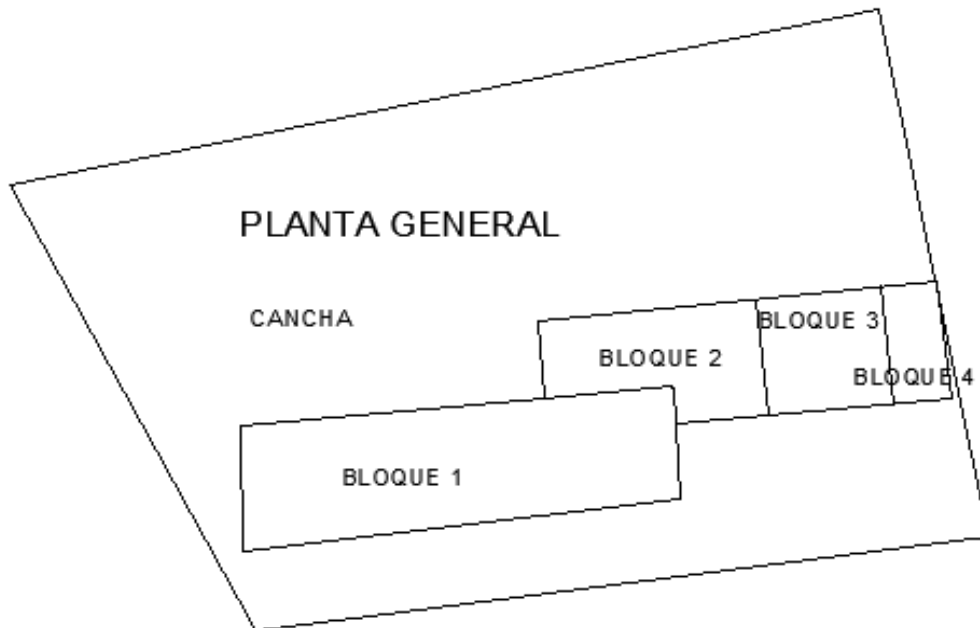 PLANTA GENERAL
CANCHA
BLOQUE 3
BLOQUE 2
BLOQUE 4
BLOQUE 1